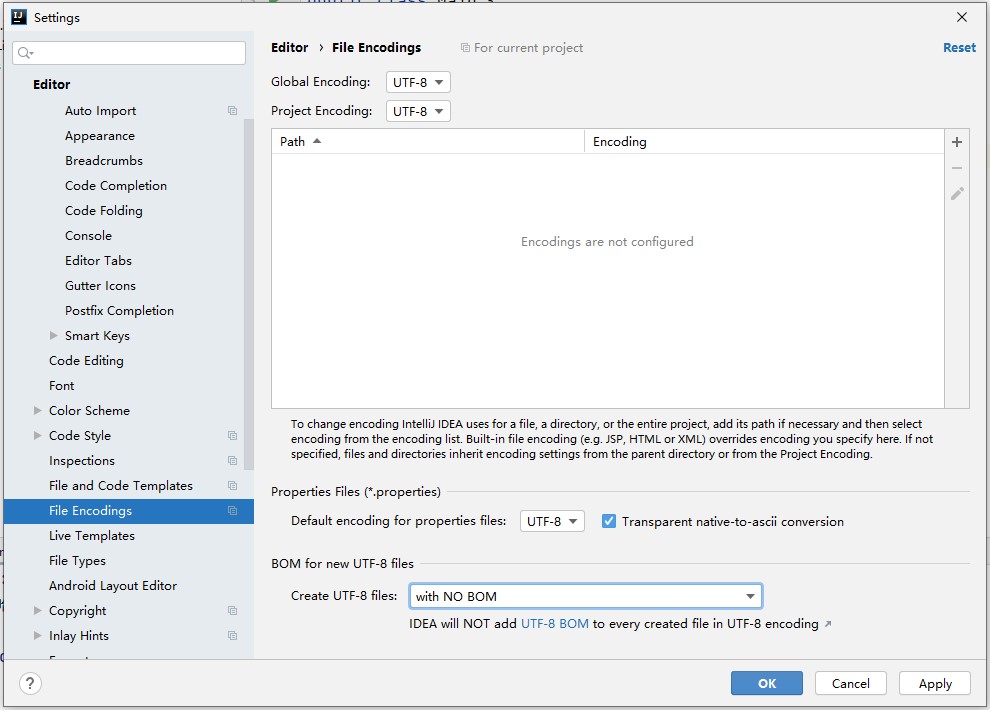 Settings
Editor
Auto Import
Appearance
Breadcrumbs
Code Completion
Code Folding
Console
Editor Tabs
Gutter Icons
Postfix Completion
Smart Keys
Code Editing
Font
Color Scheme
Code Style
Inspections
File and Code Templates
File Encodings
Live Templates
File Types
Android Layout Editor
Copyright
Inlay Hints
Editor › File Encodings
For current project
Reset
Global Encoding: UTF-8
Project Encoding: UTF-8
Path Encoding
Encodings are not configured
To change encoding IntelliJ IDEA uses for a file, a directory, or the entire project, add its path if necessary and then select
encoding from the encoding list. Built-in file encoding (e.g. JSP, HTML or XML) overrides encoding you specify here. If not
specified, files and directories inherit encoding settings from the parent directory or from the Project Encoding.
Properties Files (*.properties)
Default encoding for properties files: UTF-8 Transparent native-to-ascii conversion
BOM for new UTF-8 files
Create UTF-8 files: with NO BOM
IDEA will NOT add UTF-8 BOM to every created file in UTF-8 encoding ↗
?
OK Cancel Apply